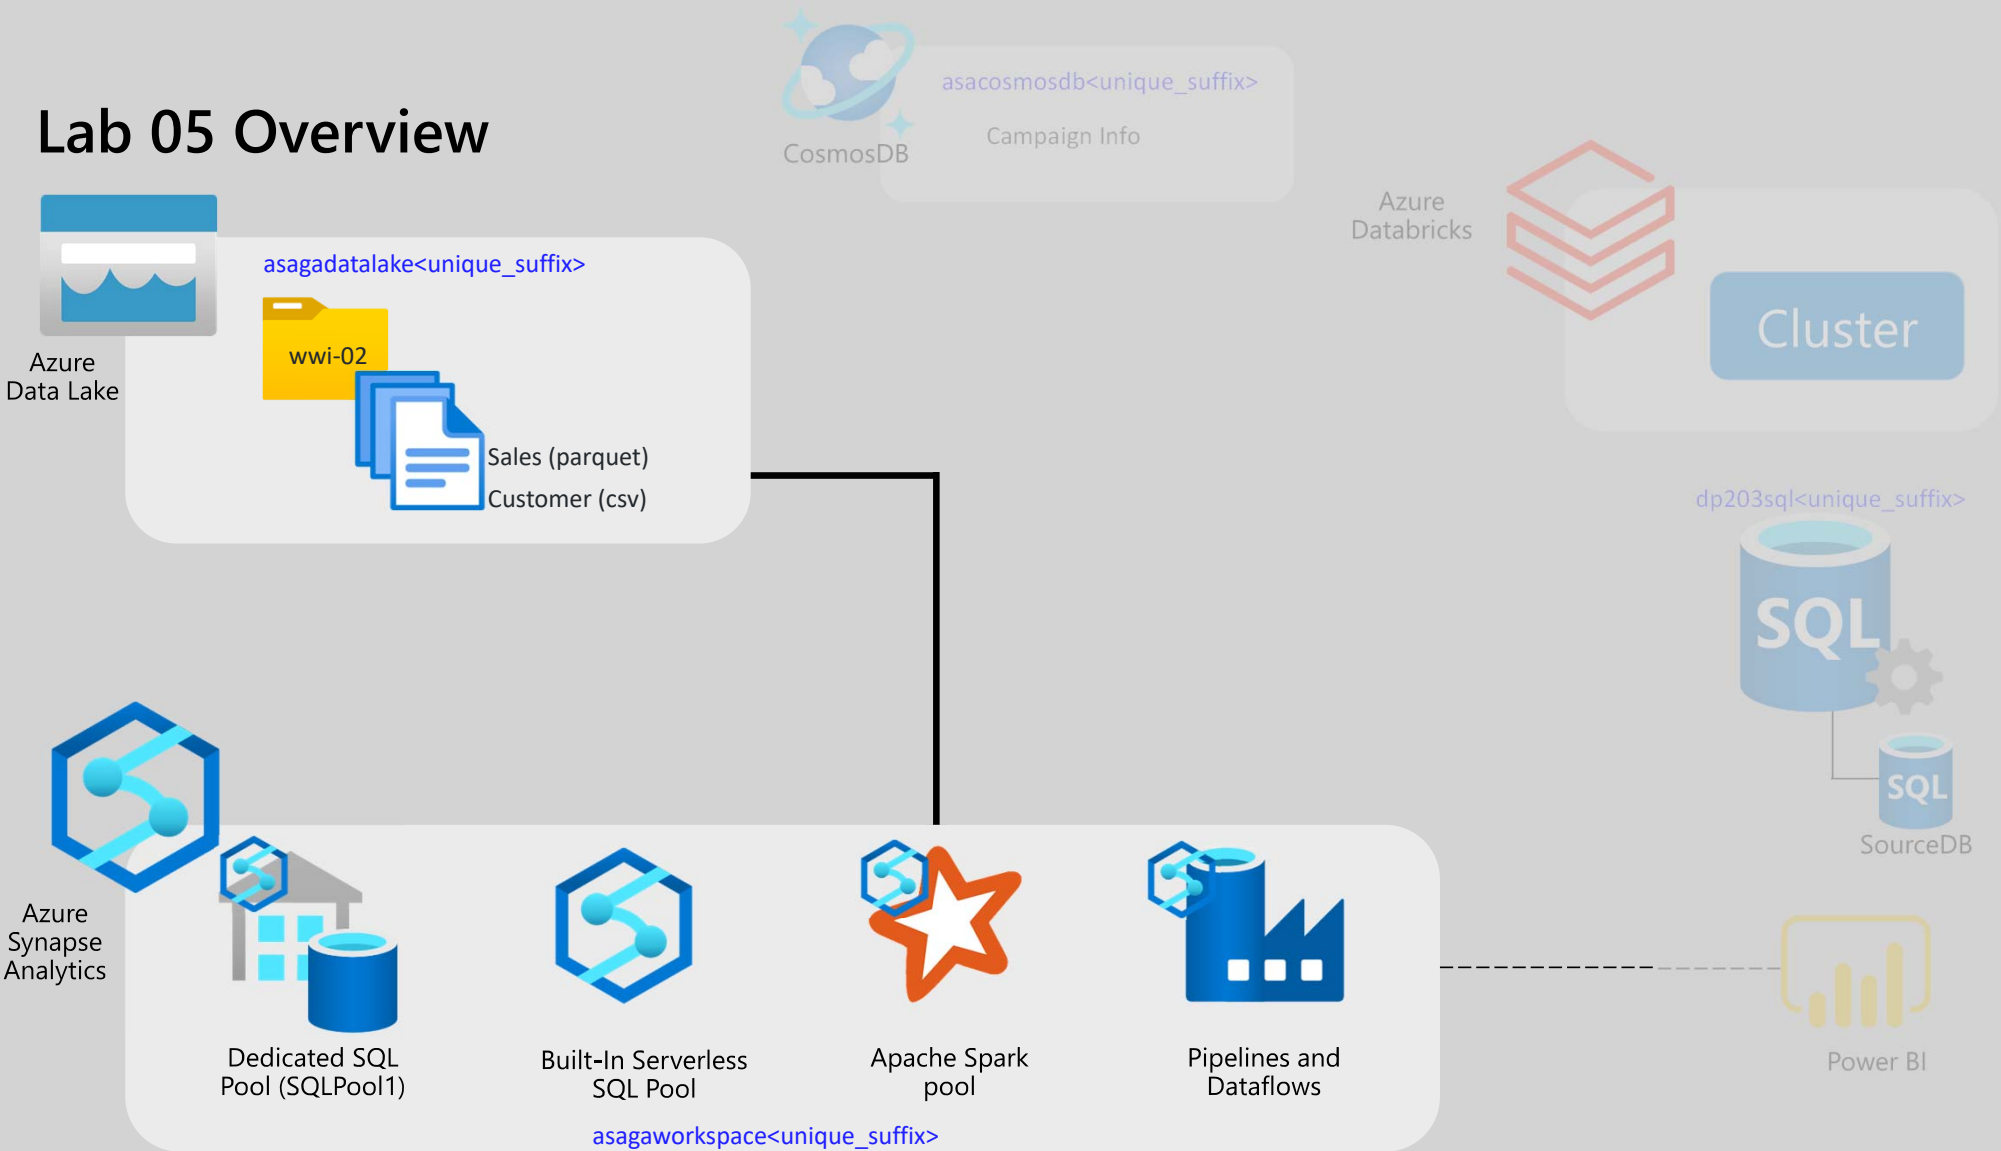 Lab 05 Overview
asacosmosdb<unique_suffix>
Campaign Info
CosmosDB
Azure
Databricks
Cluster
asagadatalake<unique_suffix>
wwi-02
Azure
Data Lake
Sales (parquet)
Customer (csv)
dp203sql<unique_suffix>
SQL
SQL
SourceDB
Azure
Synapse
Analytics
Dedicated SQL
Pool (SQLPool1)
Built-In Serverless
SQL Pool
Apache Spark
pool
Pipelines and
Dataflows
Power BI
asagaworkspace<unique_suffix>